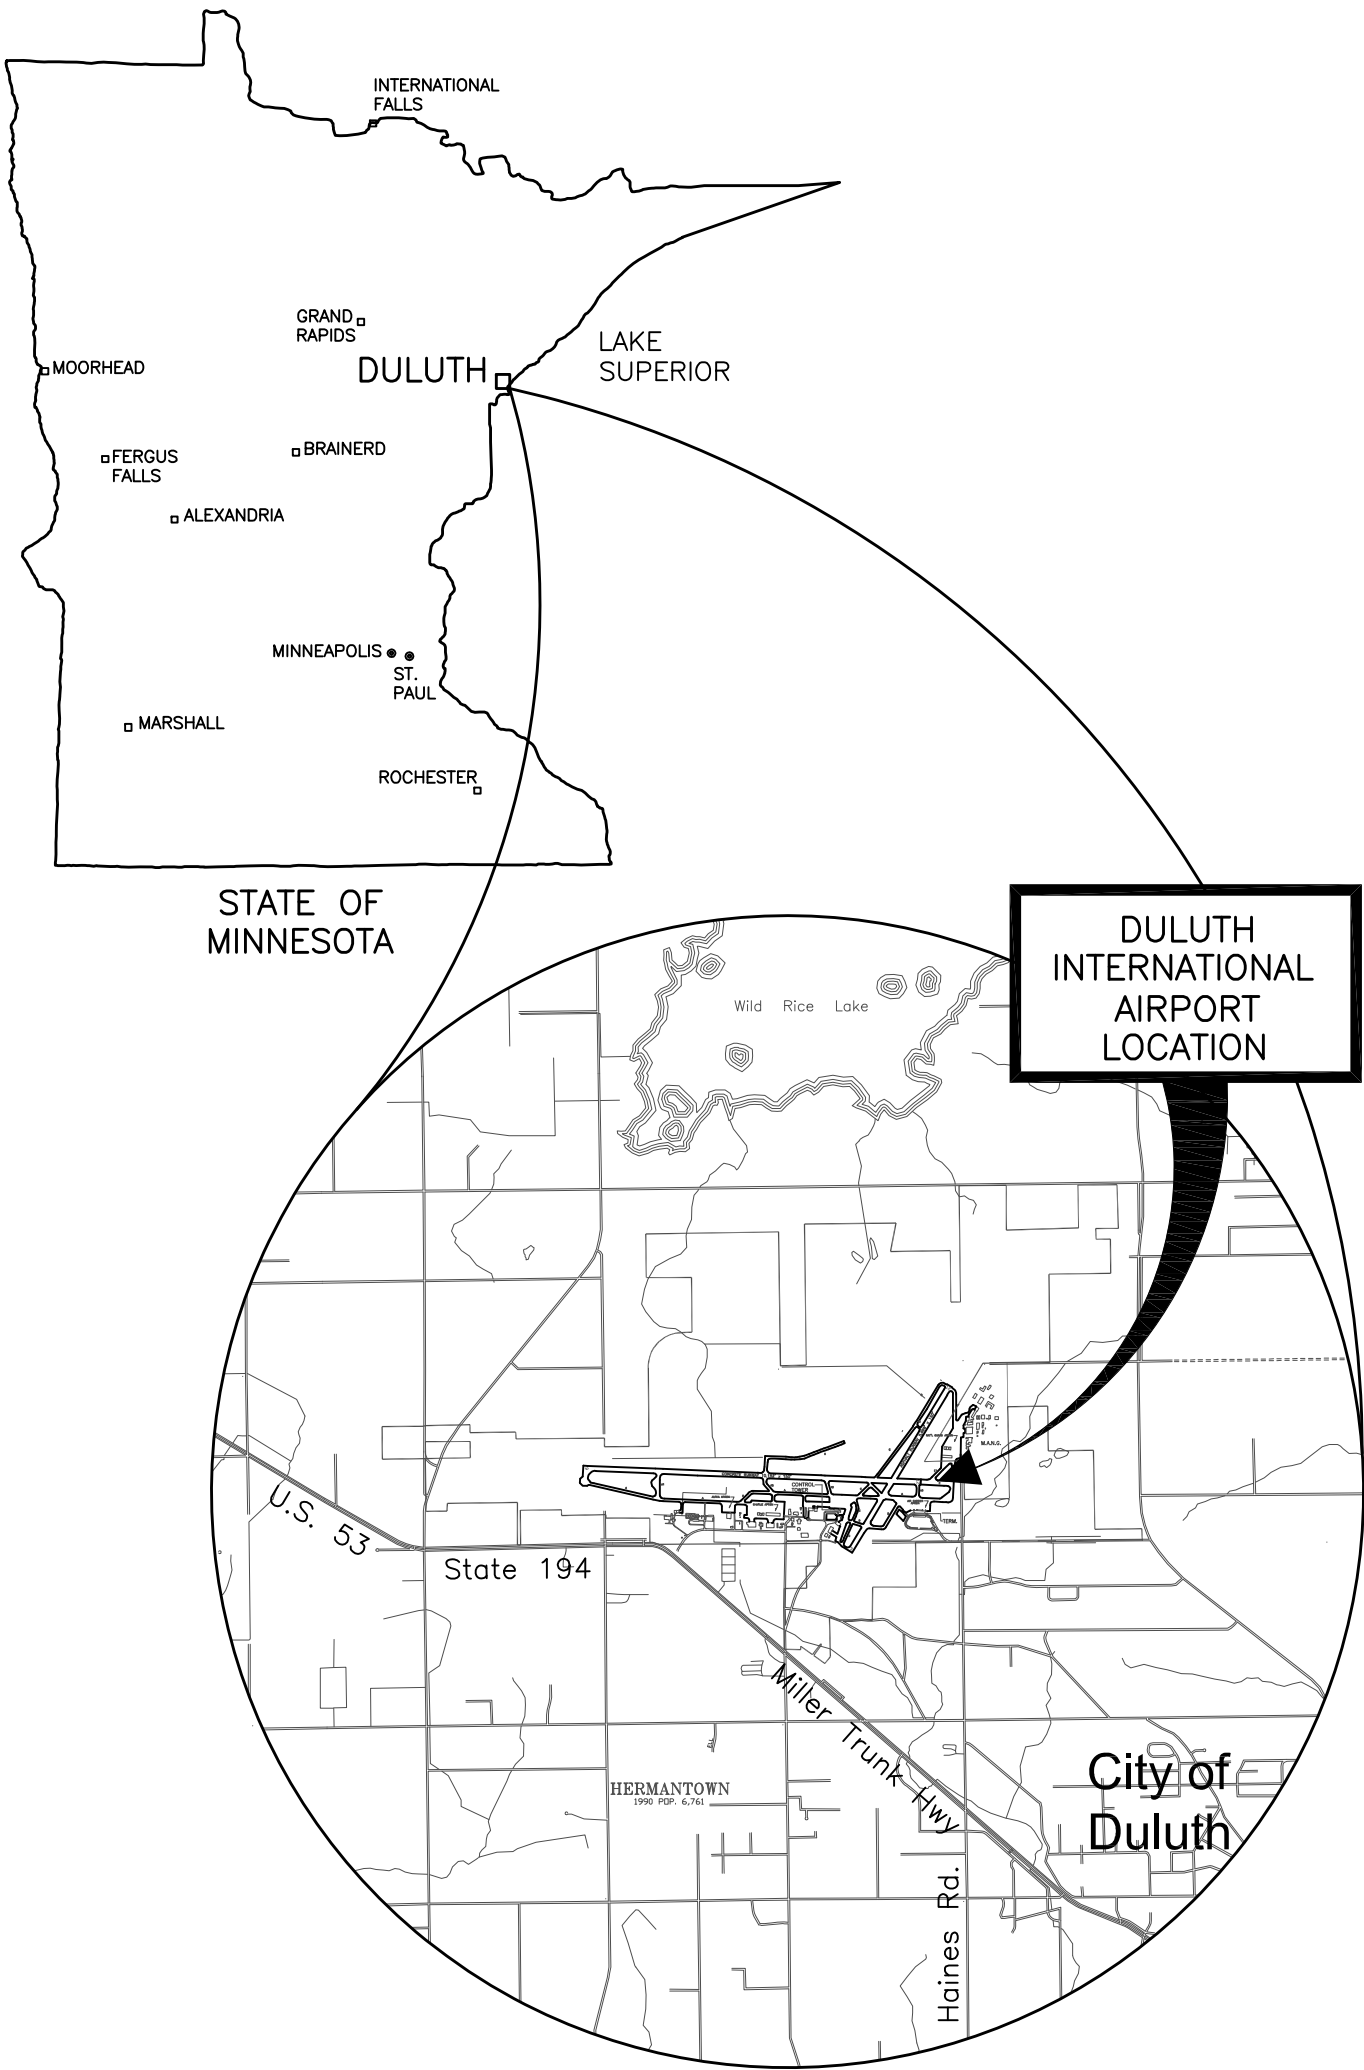 INTERNATIONAL
FALLS
GRAND
RAPIDS
MOORHEAD
DULUTH
LAKE
SUPERIOR
BRAINERD
FERGUS
FALLS
ALEXANDRIA
MINNEAPOLIS
ST.
PAUL
MARSHALL
ROCHESTER
STATE OF
MINNESOTA
DULUTH
INTERNATIONAL
AIRPORT
LOCATION
Wild Rice Lake
M.A.N.G.
CONTROL
TOWER
TERM.
U.S. 53
State 194
Miller Trunk Hwy
HERMANTOWN
1990 POP. 6,761
City of
Duluth
Haines Rd.